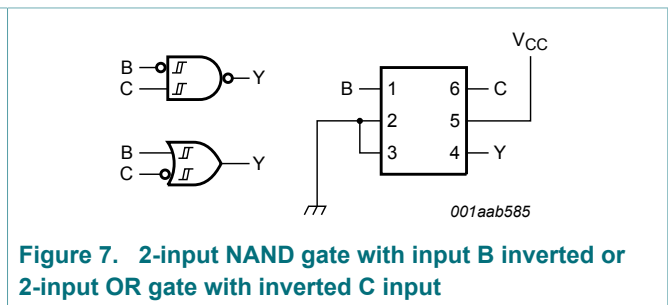 B
C
Y
B
C
Y
VCC
B 1 6 C
2 5
3 4 Y
001aab585
Figure 7. 2-input NAND gate with input B inverted or
2-input OR gate with inverted C input